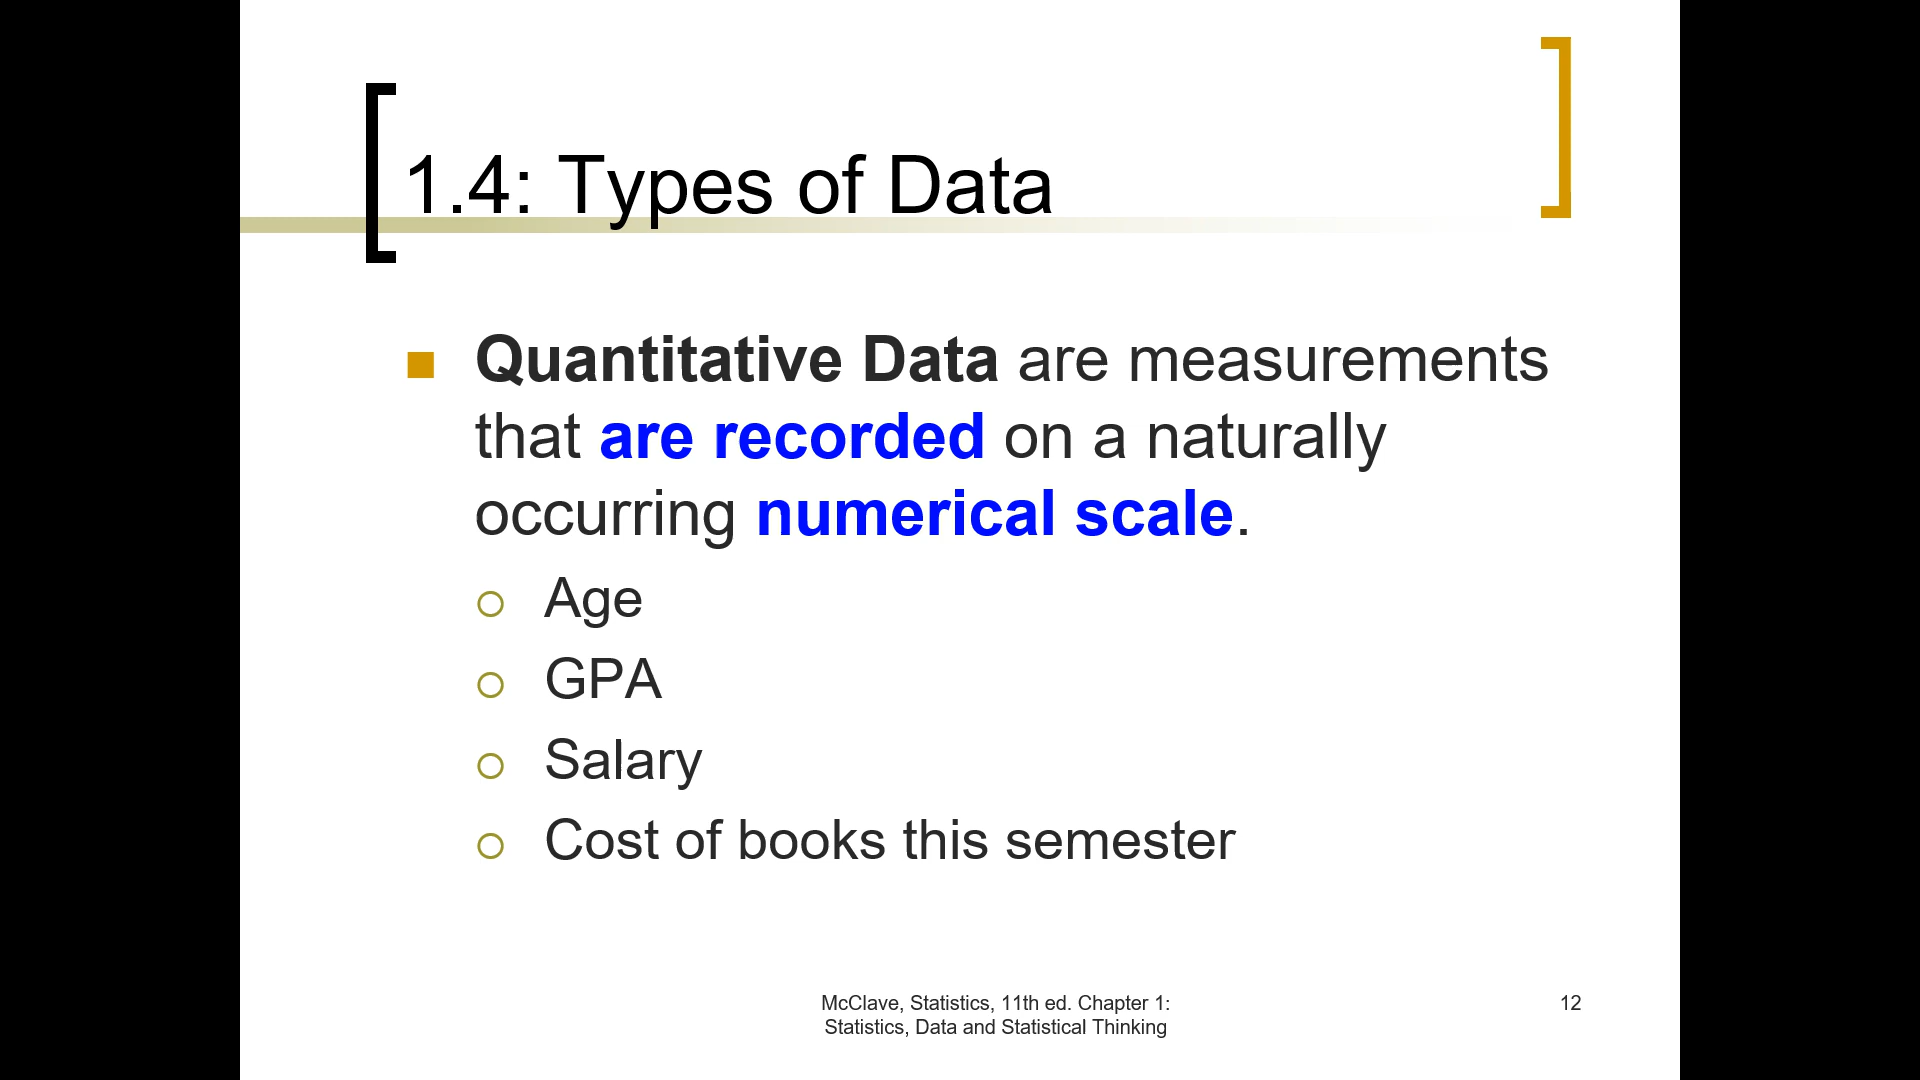 1.4: Types of Data
Quantitative Data are measurements
that are recorded on a naturally
occurring numerical scale.
Age
GPA
Salary
Cost of books this semester
McClave, Statistics, 11th ed. Chapter 1:
Statistics, Data and Statistical Thinking
12